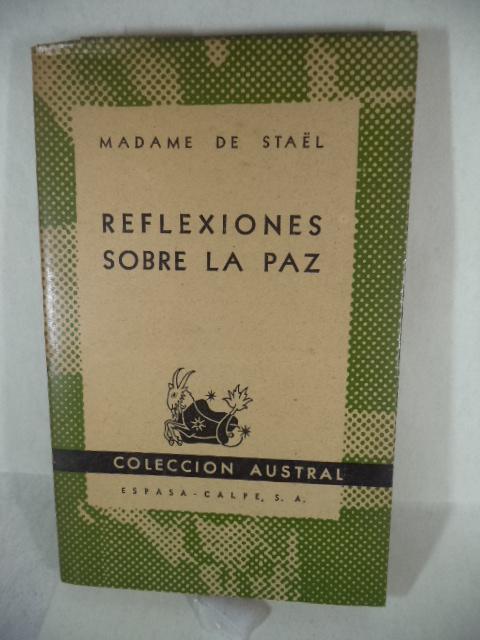 MADAME DE STAËL
REFLEXIONES
SOBRE LA PAZ
COLECCION AUSTRAL
ESPASA-CALPE, S. A.